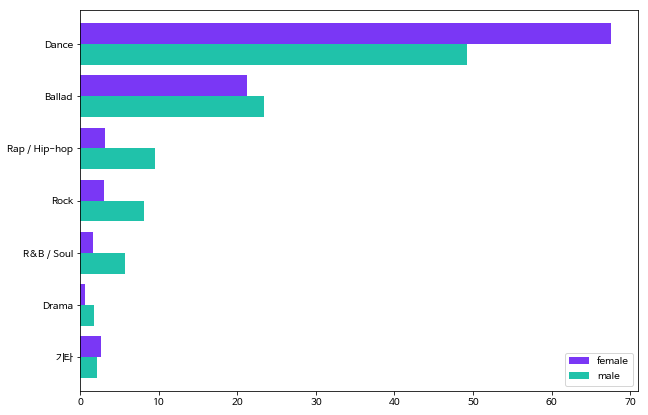 Dance
Ballad
Rap / Hip-hop
Rock
R&B / Soul
Drama
기타
0 10 20 30 40 50 60 70
female
male